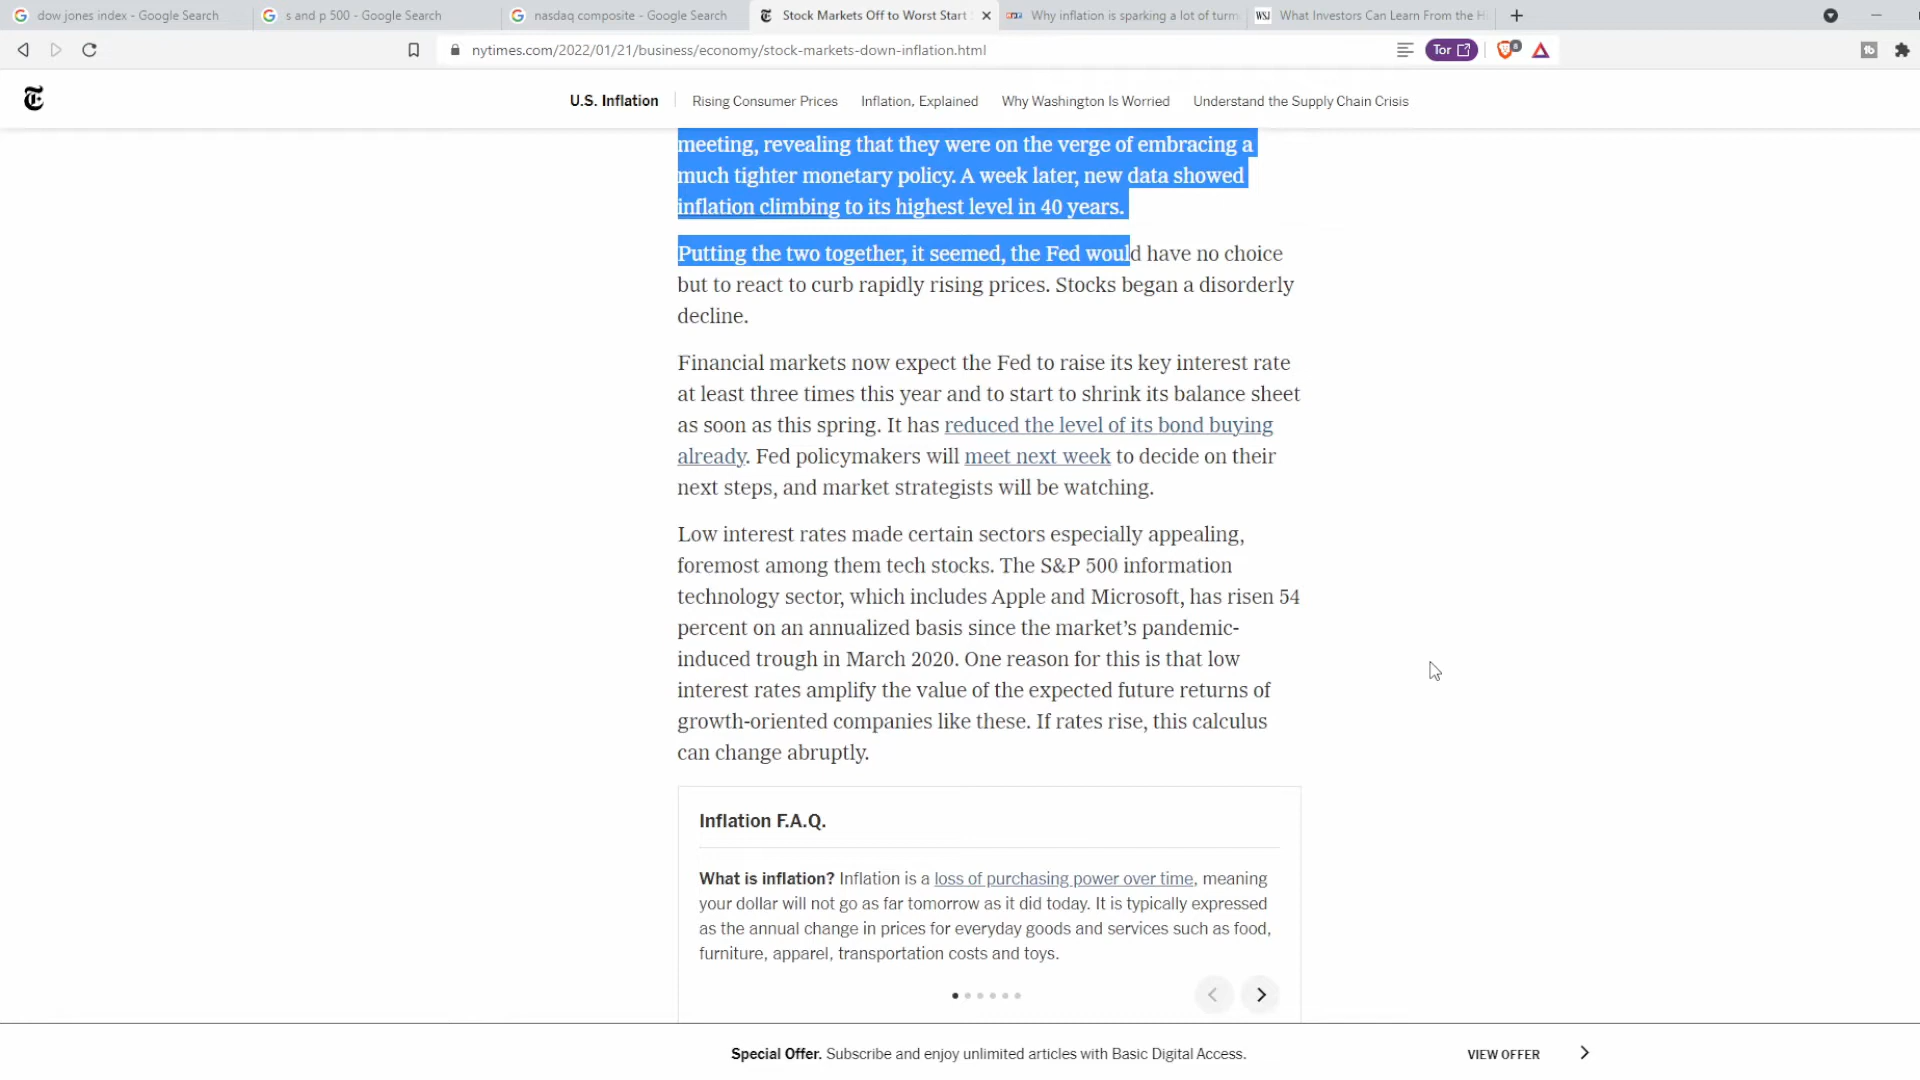 dow jones index - Google Search
s and p 500 - Google Search
nasdaq composite - Google Search
Stock Markets Off to Worst Start
Why inflation is sparking a lot of turm
WSJ
What Investors Can Learn From the H
nytimes.com/2022/01/21/business/economy/stock-markets-down-inflation.html
Tor
U.S. Inflation
Rising Consumer Prices
Inflation, Explained
Why Washington Is Worried
Understand the Supply Chain Crisis
meeting, revealing that they were on the verge of embracing a
much tighter monetary policy. A week later, new data showed
inflation climbing to its highest level in 40 years.
Putting the two together, it seemed, the Fed would have no choice
but to react to curb rapidly rising prices. Stocks began a disorderly
decline.
Financial markets now expect the Fed to raise its key interest rate
at least three times this year and to start to shrink its balance sheet
as soon as this spring. It has reduced the level of its bond buying
already. Fed policymakers will meet next week to decide on their
next steps, and market strategists will be watching.
Low interest rates made certain sectors especially appealing,
foremost among them tech stocks. The S&P 500 information
technology sector, which includes Apple and Microsoft, has risen 54
percent on an annualized basis since the market’s pandemic-
induced trough in March 2020. One reason for this is that low
interest rates amplify the value of the expected future returns of
growth-oriented companies like these. If rates rise, this calculus
can change abruptly.
Inflation F.A.Q.
What is inflation? Inflation is a loss of purchasing power over time, meaning
your dollar will not go as far tomorrow as it did today. It is typically expressed
as the annual change in prices for everyday goods and services such as food,
furniture, apparel, transportation costs and toys.
Special Offer. Subscribe and enjoy unlimited articles with Basic Digital Access.
VIEW OFFER